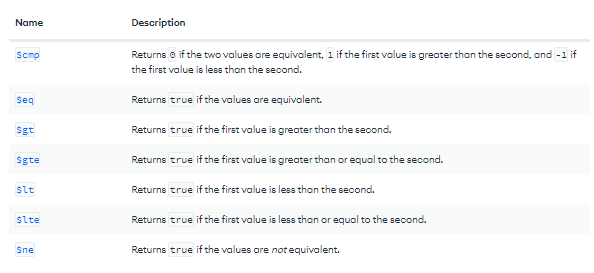 Name Description
$cmp Returns 0 if the two values are equivalent, 1 if the first value is greater than the second, and -1 if
the first value is less than the second.
$eq Returns true if the values are equivalent.
$gt Returns true if the first value is greater than the second.
$gte Returns true if the first value is greater than or equal to the second.
$lt Returns true if the first value is less than the second.
$lte Returns true if the first value is less than or equal to the second.
$ne Returns true if the values are not equivalent.